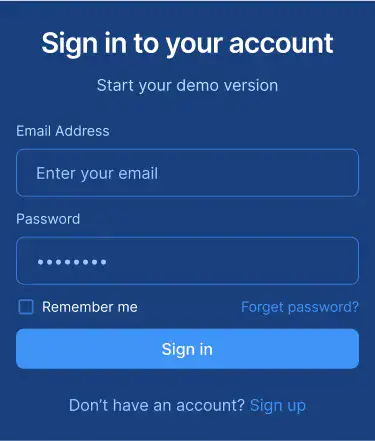 Sign in to your account
Start your demo version
Email Address
Enter your email
Password
••••••••
Remember me Forget password?
Sign in
Don’t have an account? Sign up